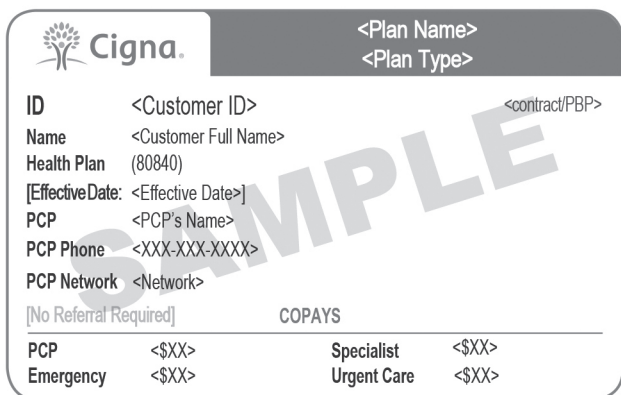 Cigna®
<Plan Name>
<Plan Type>
ID <Customer ID> <contract/PBP>
Name <Customer Full Name>
Health Plan (80840)
[Effective Date: <Effective Date>]
PCP <PCP's Name>
PCP Phone <XXX-XXX-XXXX>
PCP Network <Network>
SAMPLE
[No Referral Required] COPAYS
PCP <$XX> Specialist <$XX>
Emergency <$XX> Urgent Care <$XX>